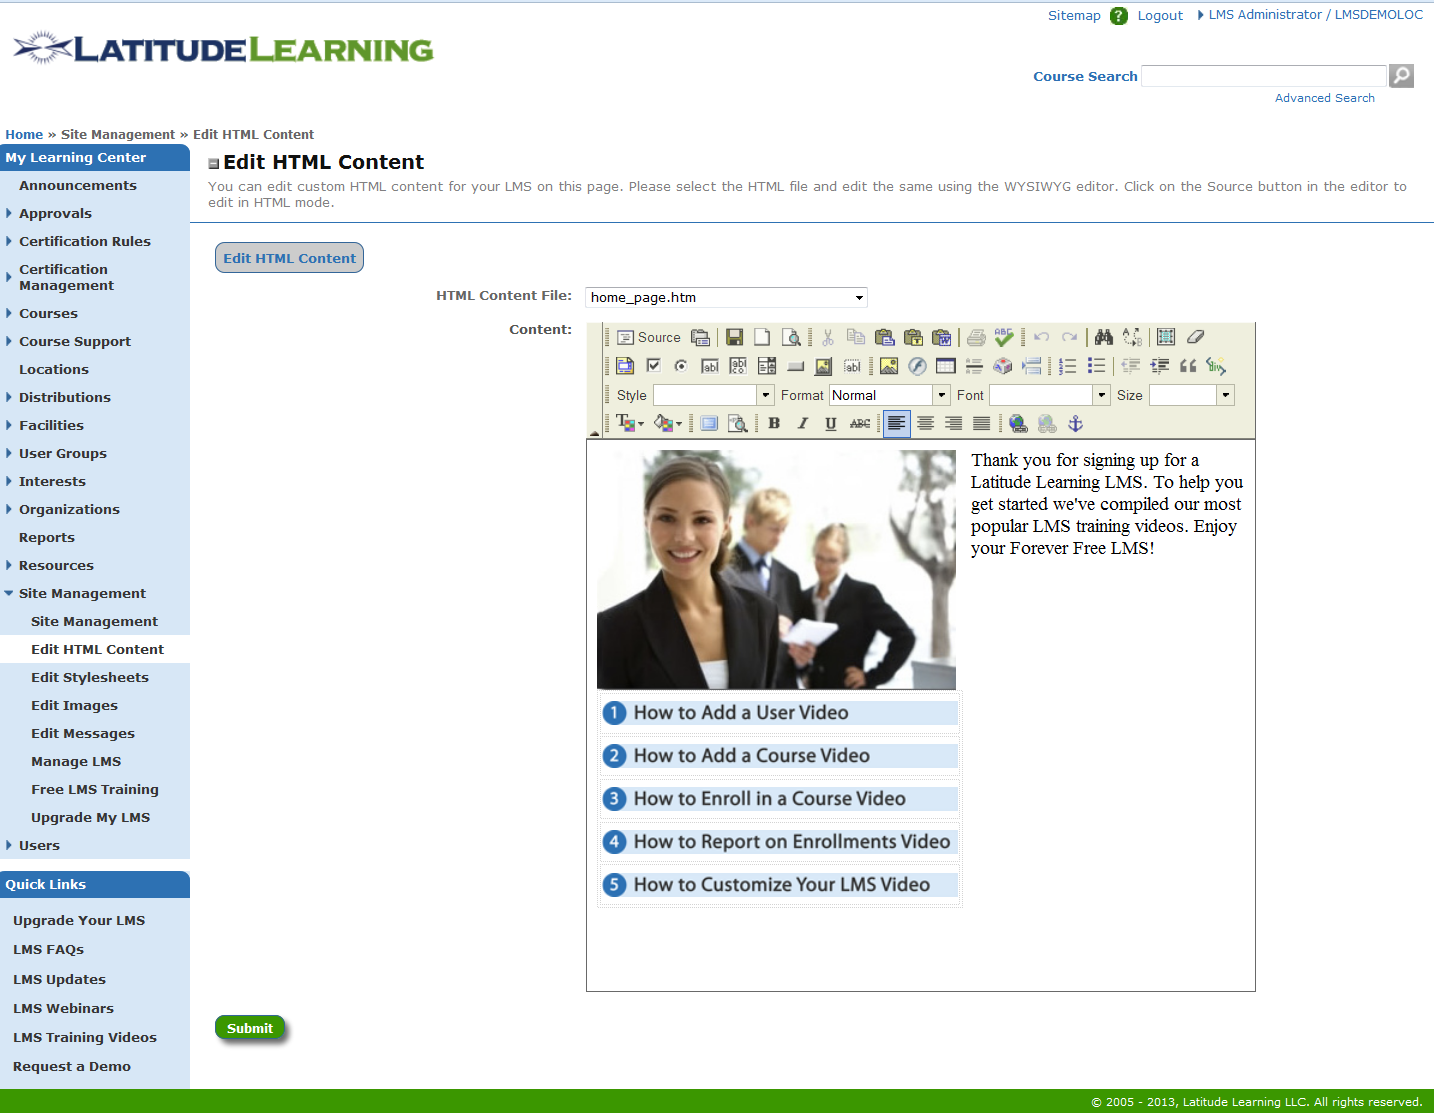 Sitemap ? Logout LMS Administrator / LMSDEMOLOC
LATITUDELEARNING
Course Search
Advanced Search
Home » Site Management » Edit HTML Content
My Learning Center
Announcements
Approvals
Certification Rules
Certification
Management
Courses
Course Support
Locations
Distributions
Facilities
User Groups
Interests
Organizations
Reports
Resources
Site Management
Site Management
Edit HTML Content
Edit Stylesheets
Edit Images
Edit Messages
Manage LMS
Free LMS Training
Upgrade My LMS
Users
Quick Links
Upgrade Your LMS
LMS FAQs
LMS Updates
LMS Webinars
LMS Training Videos
Request a Demo
Edit HTML Content
You can edit custom HTML content for your LMS on this page. Please select the HTML file and edit the same using the WYSIWYG editor. Click on the Source button in the editor to
edit in HTML mode.
Edit HTML Content
HTML Content File: home_page.htm
Content:
Source
Style Format Normal Font Size
B I U ABC
Thank you for signing up for a
Latitude Learning LMS. To help you
get started we've compiled our most
popular LMS training videos. Enjoy
your Forever Free LMS!
1 How to Add a User Video
2 How to Add a Course Video
3 How to Enroll in a Course Video
4 How to Report on Enrollments Video
5 How to Customize Your LMS Video
Submit
© 2005 - 2013, Latitude Learning LLC. All rights reserved.